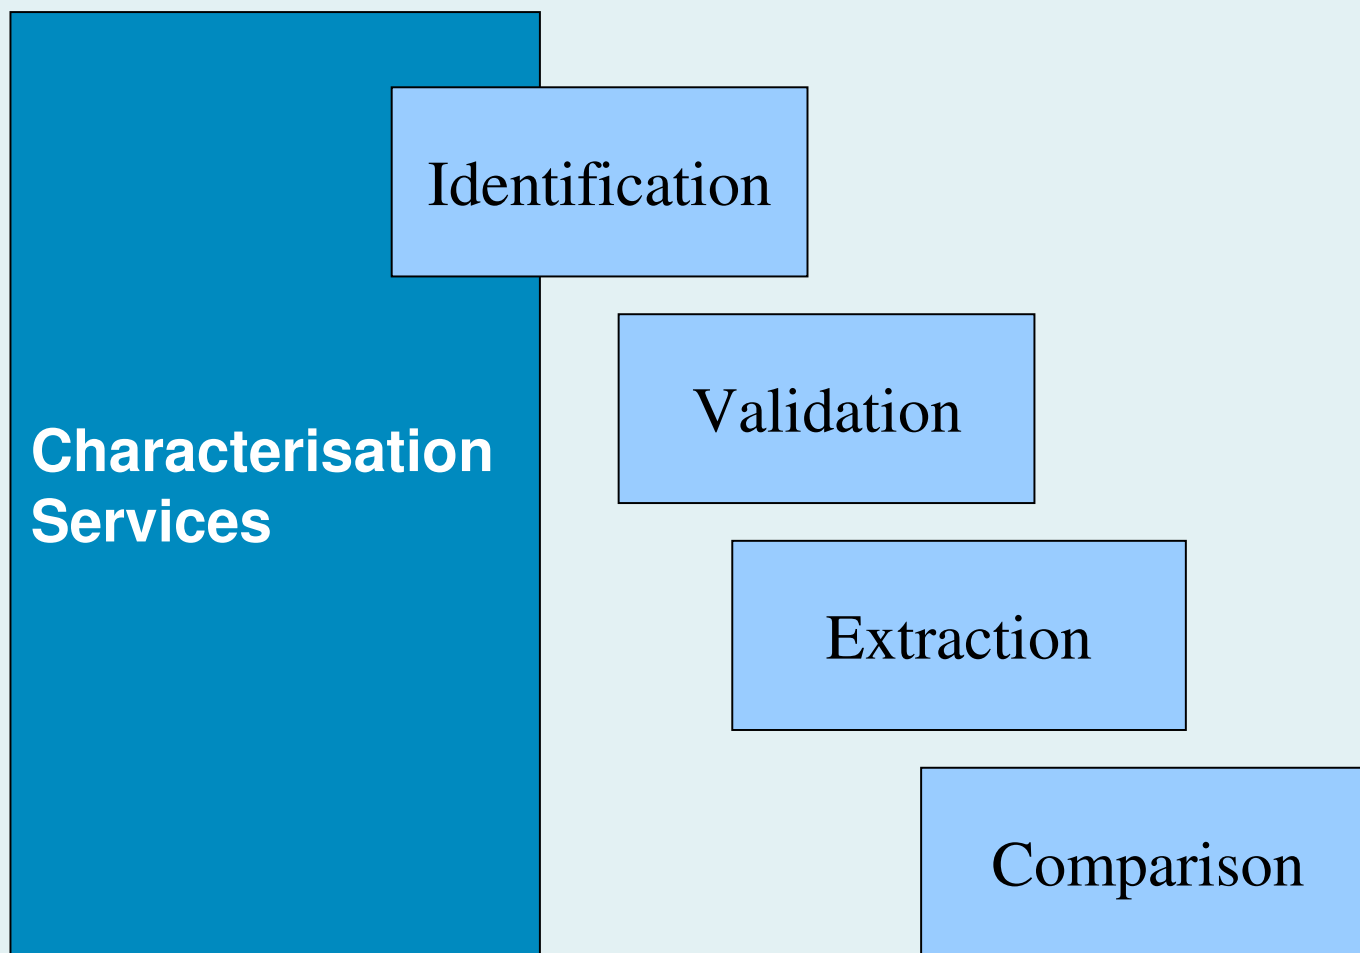 Identification
Validation
Characterisation
Services
Extraction
Comparison